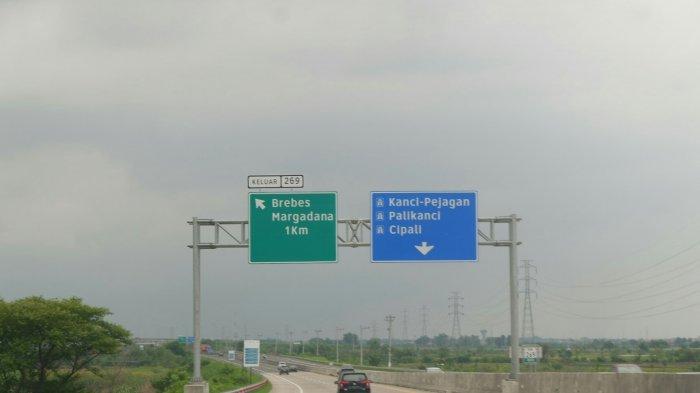 KELUAR 269
Brebes
Margadana
1Km
Kanci-Pejagan
Palikanci
Cipali